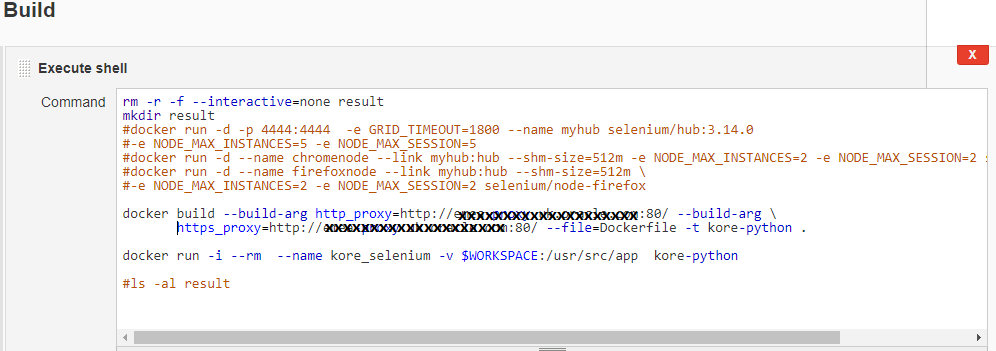 Build
X
Execute shell
Command
rm -r -f --interactive=none result
mkdir result
#docker run -d -p 4444:4444  -e GRID_TIMEOUT=1800 --name myhub selenium/hub:3.14.0
#-e NODE_MAX_INSTANCES=5 -e NODE_MAX_SESSION=5
#docker run -d --name chromenode --link myhub:hub --shm-size=512m -e NODE_MAX_INSTANCES=2 -e NODE_MAX_SESSION=2 s
#docker run -d --name firefoxnode --link myhub:hub --shm-size=512m \
#-e NODE_MAX_INSTANCES=2 -e NODE_MAX_SESSION=2 selenium/node-firefox
docker build --build-arg http_proxy=http:// :80/ --build-arg \
https_proxy=http:// :80/ --file=Dockerfile -t kore-python .
docker run -i --rm  --name kore_selenium -v $WORKSPACE:/usr/src/app  kore-python
#ls -al result